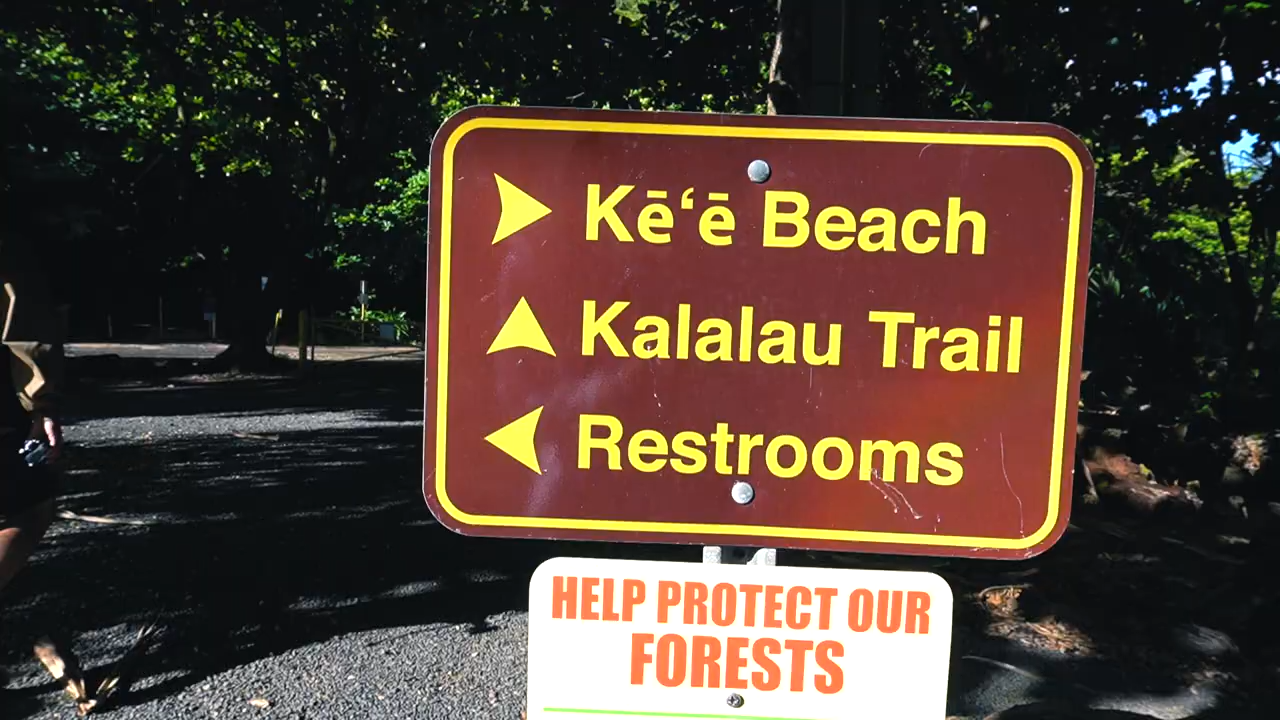 Kēʻē Beach
Kalalau Trail
Restrooms
HELP PROTECT OUR
FORESTS